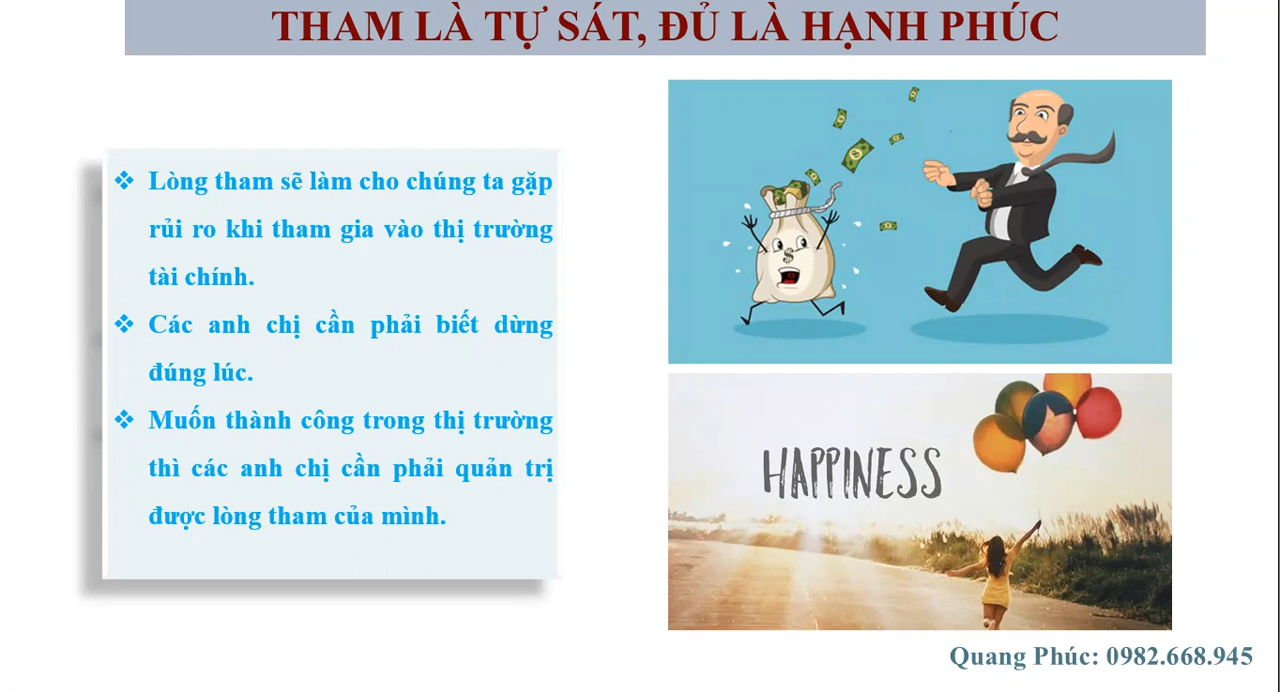 THAM LÀ TỰ SÁT, ĐỦ LÀ HẠNH PHÚC
❖ Lòng tham sẽ làm cho chúng ta gặp
rủi ro khi tham gia vào thị trường
tài chính.
❖ Các anh chị cần phải biết dừng
đúng lúc.
❖ Muốn thành công trong thị trường
thì các anh chị cần phải quản trị
được lòng tham của mình.
$
HAPPINESS
Quang Phúc: 0982.668.945